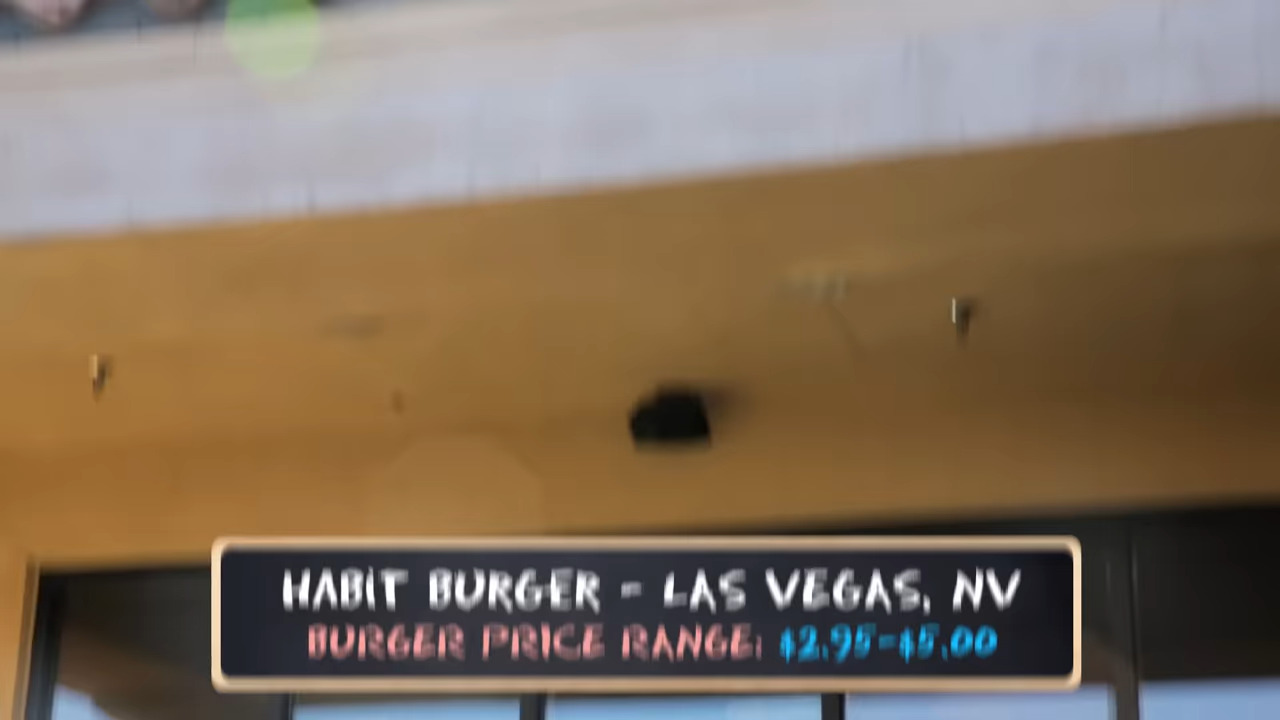 HABIT BURGER - LAS VEGAS, NV
BURGER PRICE RANGE: $2.95-$5.00